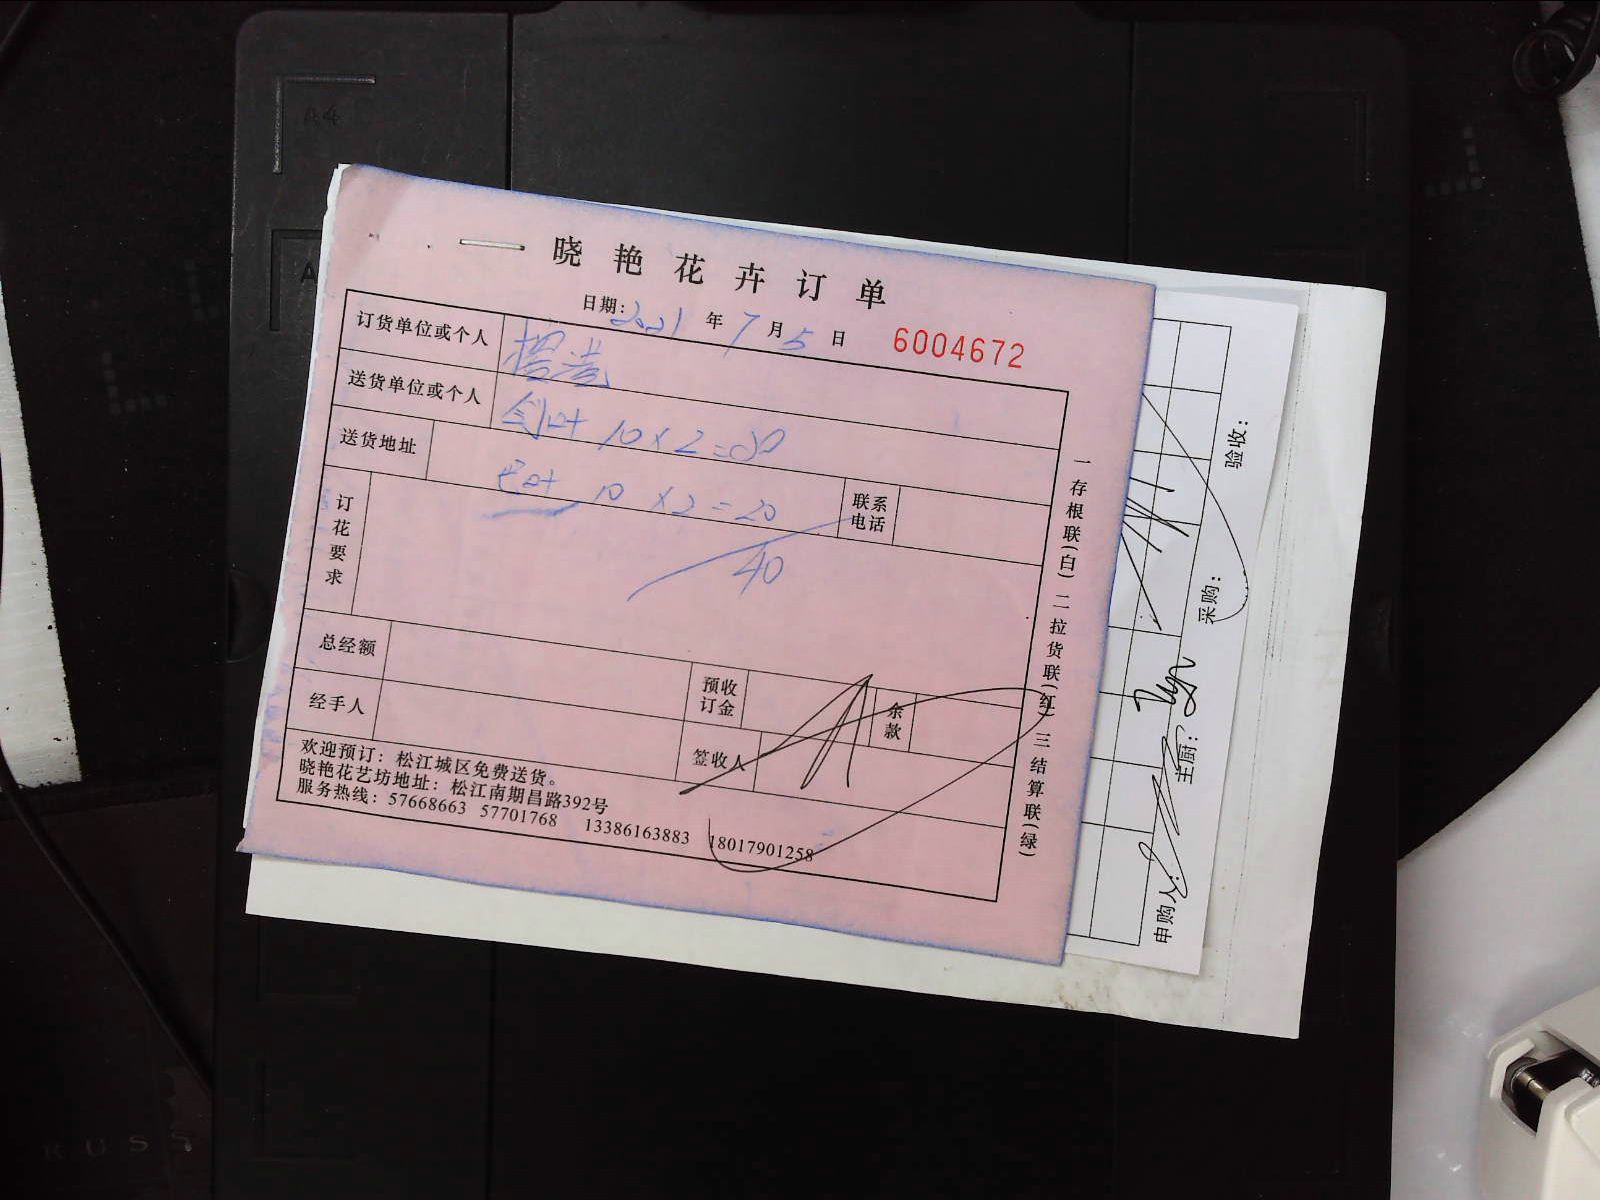 晓艳花卉订单
日期: 2021 年 7 月 5 日 6004672
订货单位或个人
送货单位或个人 剑叶 10×2=20
送货地址 巴叶 10 ×2=20 联系电话
订花要求 40
总经额 预收订金 余款
经手人 签收人
欢迎预订：松江城区免费送货。
晓艳花艺坊地址：松江南期昌路392号
服务热线：57668663 57701768 13386163883 18017901258
一存根联(白) 二拉货联(红) 三结算联(绿)
验收：
采购：
主厨：
申购人：
A4
RUSS